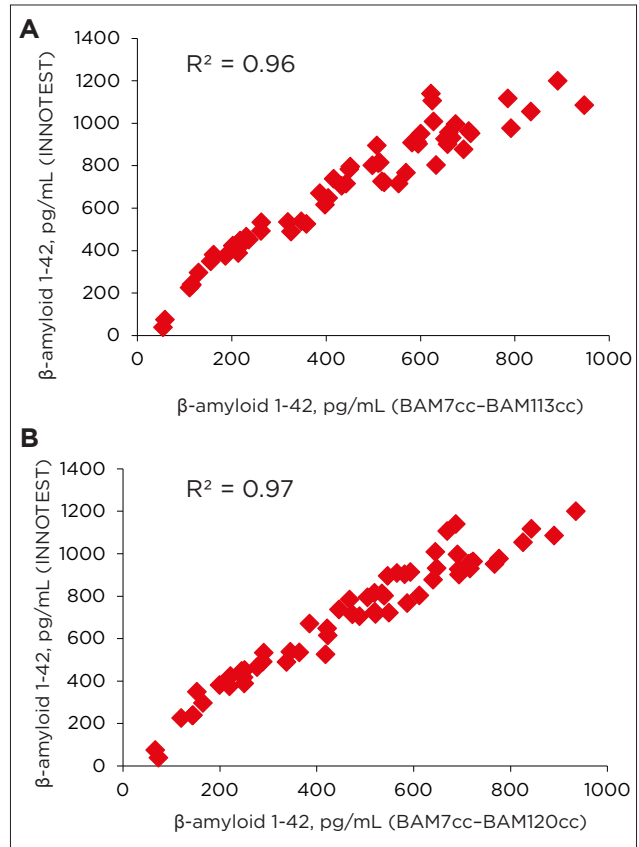 A
R² = 0.96
β-amyloid 1-42, pg/mL (INNOTEST)
1400
1200
1000
800
600
400
200
0
0 200 400 600 800 1000
β-amyloid 1-42, pg/mL (BAM7cc–BAM113cc)
B
R² = 0.97
β-amyloid 1-42, pg/mL (INNOTEST)
1400
1200
1000
800
600
400
200
0
0 200 400 600 800 1000
β-amyloid 1-42, pg/mL (BAM7cc–BAM120cc)